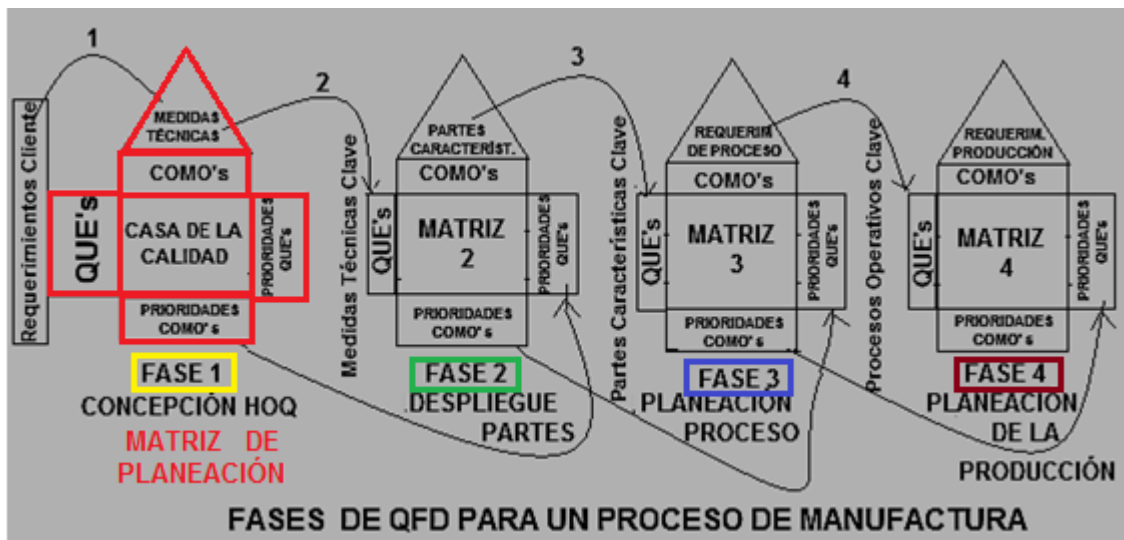 1
Requerimientos Cliente
MEDIDAS
TÉCNICAS
COMO's
QUE's
CASA DE LA
CALIDAD
PRIORIDADES
QUE's
PRIORIDADES
COMO's
FASE 1
CONCEPCIÓN HOQ
MATRIZ DE
PLANEACIÓN
2
Medidas Técnicas Clave
PARTES
CARACTERÍST.
COMO's
QUE's
MATRIZ
2
PRIORIDADES
QUE's
PRIORIDADES
COMO's
FASE 2
DESPLIEGUE
PARTES
3
Partes Características Clave
REQUERIM
DE PROCESO
COMO's
QUE's
MATRIZ
3
PRIORIDADES
QUE's
PRIORIDADES
COMO's
FASE 3
PLANEACIÓN
PROCESO
4
Procesos Operativos Clave
REQUERIM.
PRODUCCIÓN
COMO's
QUE's
MATRIZ
4
PRIORIDADES
QUE's
PRIORIDADES
COMO's
FASE 4
PLANEACION
DE LA
PRODUCCIÓN
FASES DE QFD PARA UN PROCESO DE MANUFACTURA